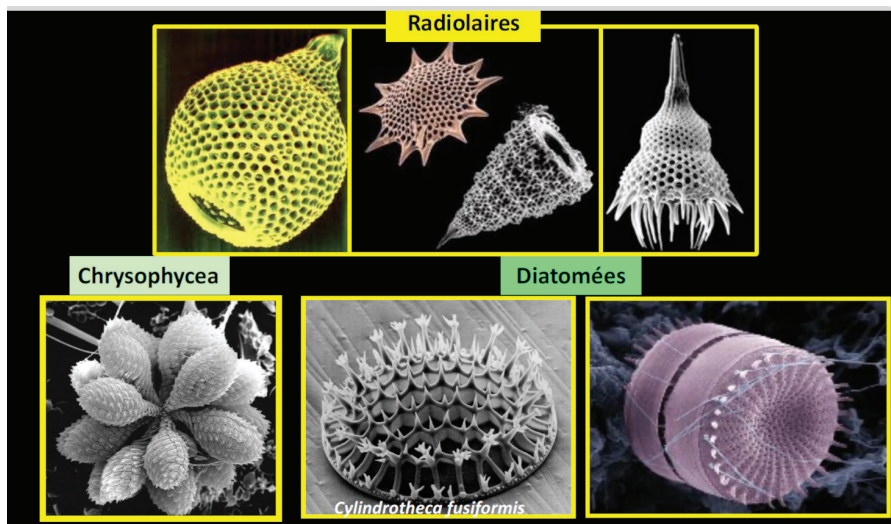 Radiolaires
Chrysophycea
Diatomées
Cylindrotheca fusiformis